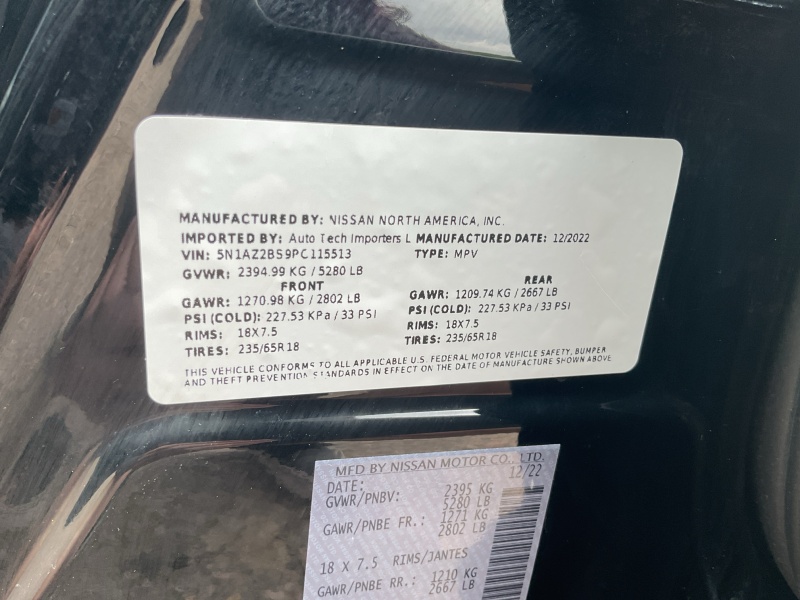 MANUFACTURED BY: NISSAN NORTH AMERICA, INC.
IMPORTED BY: Auto Tech Importers L MANUFACTURED DATE: 12/2022
VIN: 5N1AZ2BS9PC115513 TYPE: MPV
GVWR: 2394.99 KG / 5280 LB
FRONT REAR
GAWR: 1270.98 KG / 2802 LB GAWR: 1209.74 KG / 2667 LB
PSI (COLD): 227.53 KPa / 33 PSI PSI (COLD): 227.53 KPa / 33 PSI
RIMS: 18X7.5 RIMS: 18X7.5
TIRES: 235/65R18 TIRES: 235/65R18
THIS VEHICLE CONFORMS TO ALL APPLICABLE U.S. FEDERAL MOTOR VEHICLE SAFETY, BUMPER
AND THEFT PREVENTION STANDARDS IN EFFECT ON THE DATE OF MANUFACTURE SHOWN ABOVE
MFD BY NISSAN MOTOR CO., LTD.
DATE: 12/22
GVWR/PNBV: 2395 KG
5280 LB
GAWR/PNBE FR.: 1271 KG
2802 LB
18 X 7.5 RIMS/JANTES
GAWR/PNBE RR.: 1210 KG
2667 LB